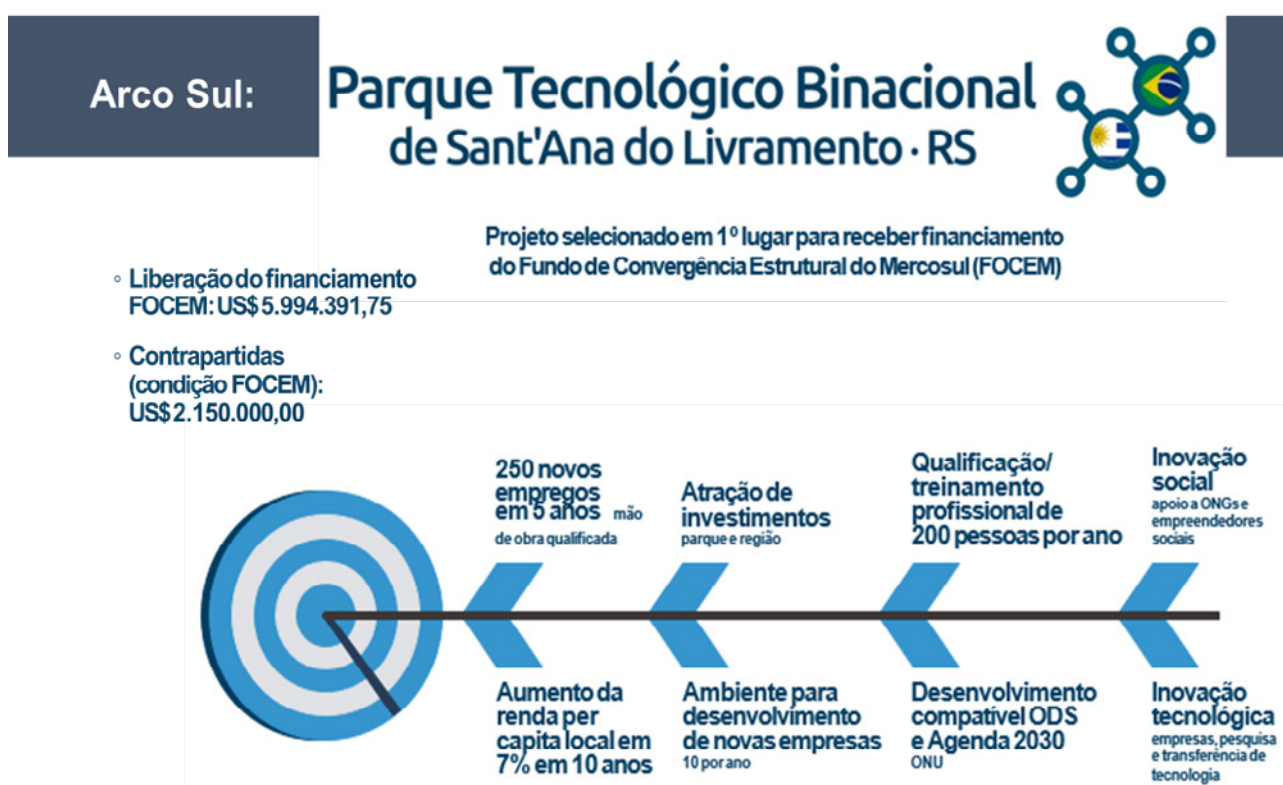 Arco Sul:
Parque Tecnológico Binacional
de Sant'Ana do Livramento · RS
Projeto selecionado em 1º lugar para receber financiamento
do Fundo de Convergência Estrutural do Mercosul (FOCEM)
◦ Liberação do financiamento
FOCEM: US$ 5.994.391,75
◦ Contrapartidas
(condição FOCEM):
US$ 2.150.000,00
250 novos
empregos
em 5 anos mão
de obra qualificada
Atração de
investimentos
parque e região
Qualificação/
treinamento
profissional de
200 pessoas por ano
Inovação
social
apoio a ONGs e
empreendedores
sociais
Aumento da
renda per
capita local em
7% em 10 anos
Ambiente para
desenvolvimento
de novas empresas
10 por ano
Desenvolvimento
compatível ODS
e Agenda 2030
ONU
Inovação
tecnológica
empresas, pesquisa
e transferência de
tecnologia